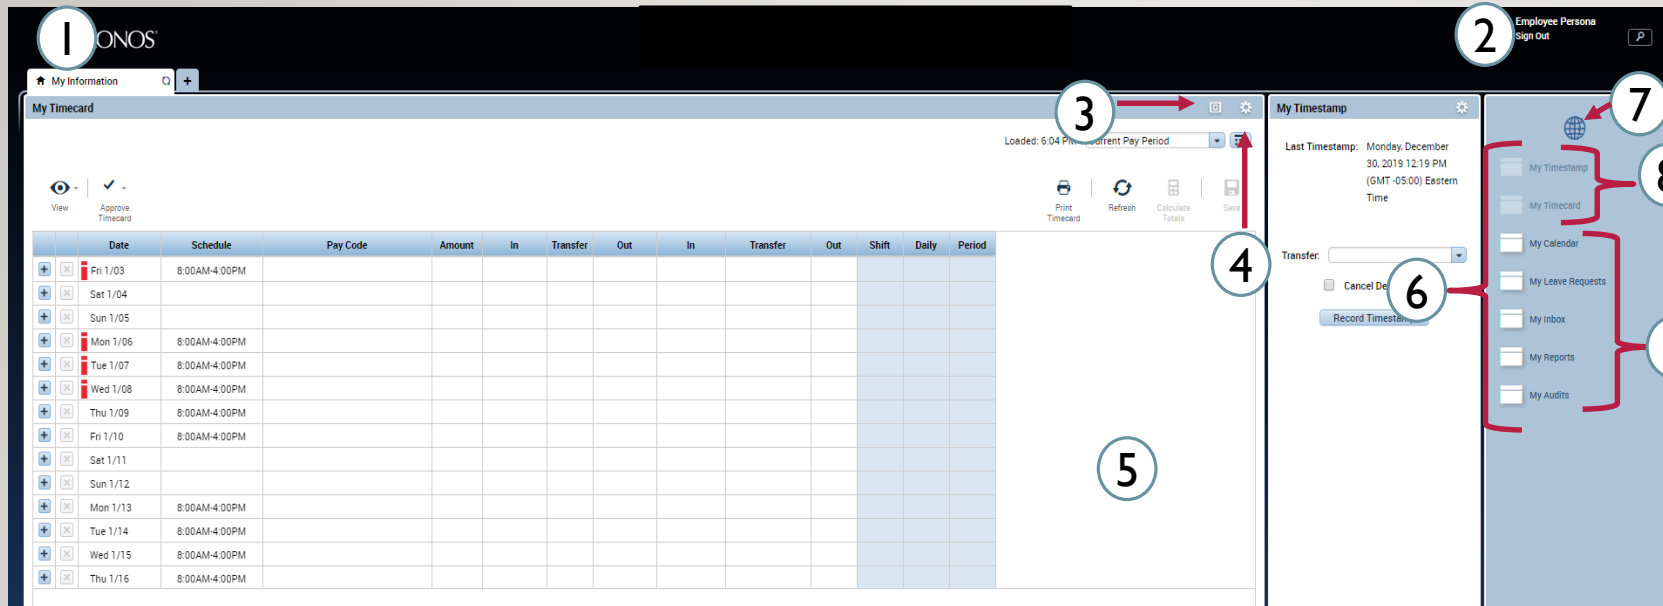 1
ONOS®
2
Employee Persona
Sign Out
My Information
+
My Timecard
3
My Timestamp
7
Loaded: 6:04 PM
Current Pay Period
Last Timestamp: Monday, December
30, 2019 12:19 PM
(GMT -05:00) Eastern
Time
My Timestamp
8
My Timecard
View
Approve
Timecard
Print
Timecard
Refresh
Calculate
Totals
Save
4
Date Schedule Pay Code Amount In Transfer Out In Transfer Out Shift Daily Period
Transfer:
My Calendar
Fri 1/03 8:00AM-4:00PM
Sat 1/04
Sun 1/05
Mon 1/06 8:00AM-4:00PM
Tue 1/07 8:00AM-4:00PM
Wed 1/08 8:00AM-4:00PM
Thu 1/09 8:00AM-4:00PM
Fri 1/10 8:00AM-4:00PM
Sat 1/11
Sun 1/12
Mon 1/13 8:00AM-4:00PM
Tue 1/14 8:00AM-4:00PM
Wed 1/15 8:00AM-4:00PM
Thu 1/16 8:00AM-4:00PM
5
Cancel De
6
Record Timestamp
My Leave Requests
My Inbox
My Reports
My Audits